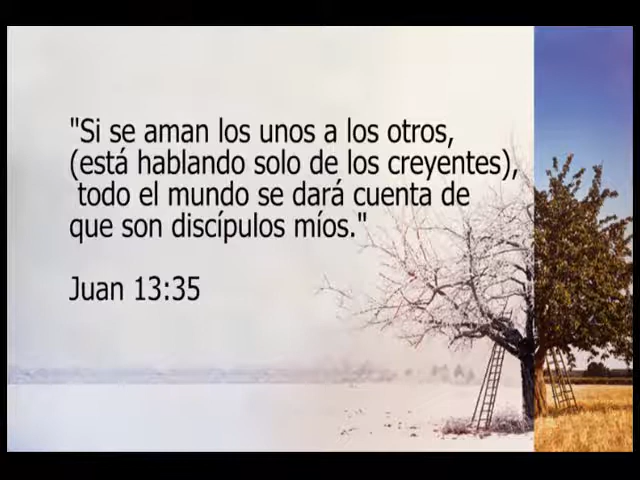 "Si se aman los unos a los otros,
(está hablando solo de los creyentes),
todo el mundo se dará cuenta de
que son discípulos míos."
Juan 13:35